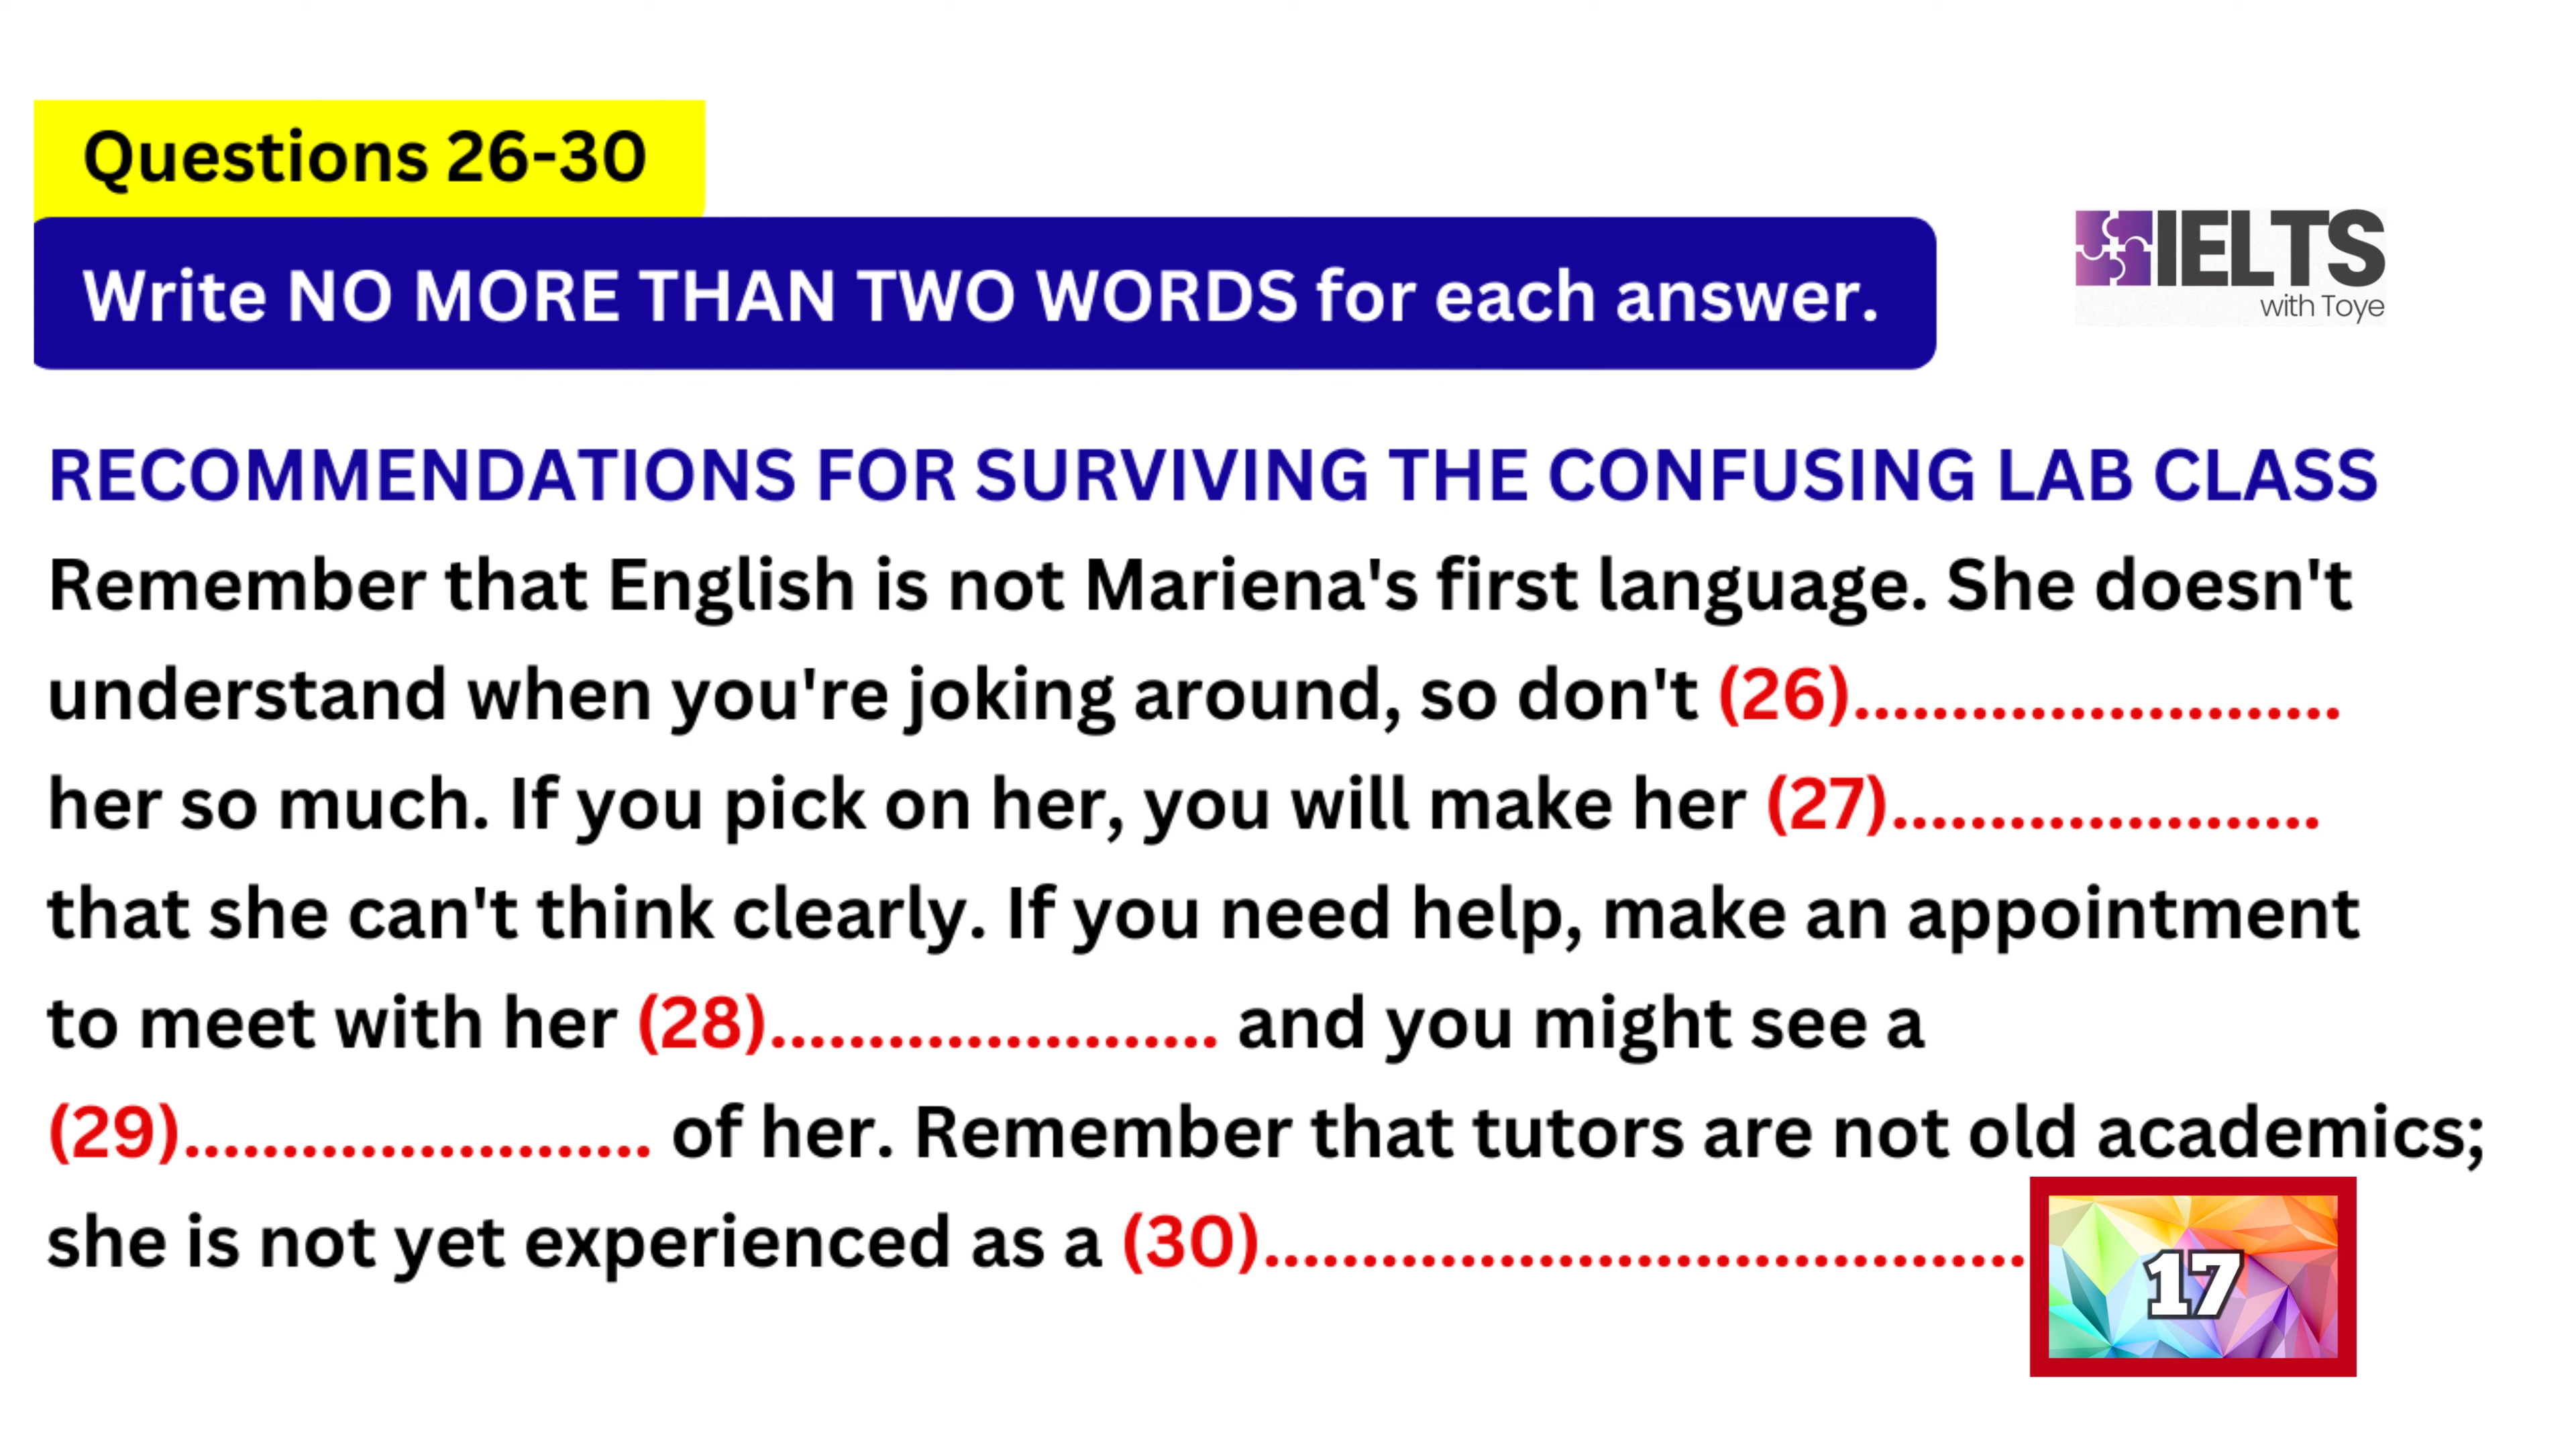 Questions 26-30
Write NO MORE THAN TWO WORDS for each answer.
IELTS
with Toye
RECOMMENDATIONS FOR SURVIVING THE CONFUSING LAB CLASS
Remember that English is not Mariena's first language. She doesn't
understand when you're joking around, so don't (26).........................
her so much. If you pick on her, you will make her (27)......................
that she can't think clearly. If you need help, make an appointment
to meet with her (28)....................... and you might see a
(29)........................ of her. Remember that tutors are not old academics;
she is not yet experienced as a (30).......................................
17